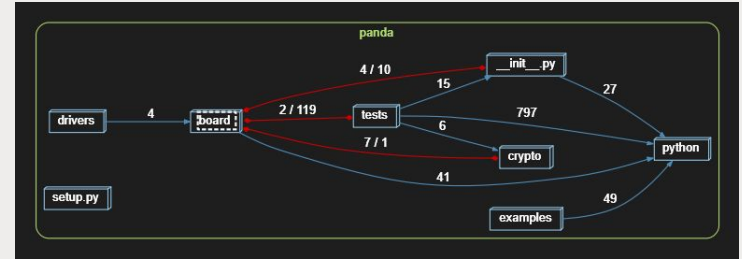 panda
4 / 10
__init__.py
15
27
2 / 119
797
drivers
4
board
tests
6
7 / 1
crypto
python
41
setup.py
examples
49